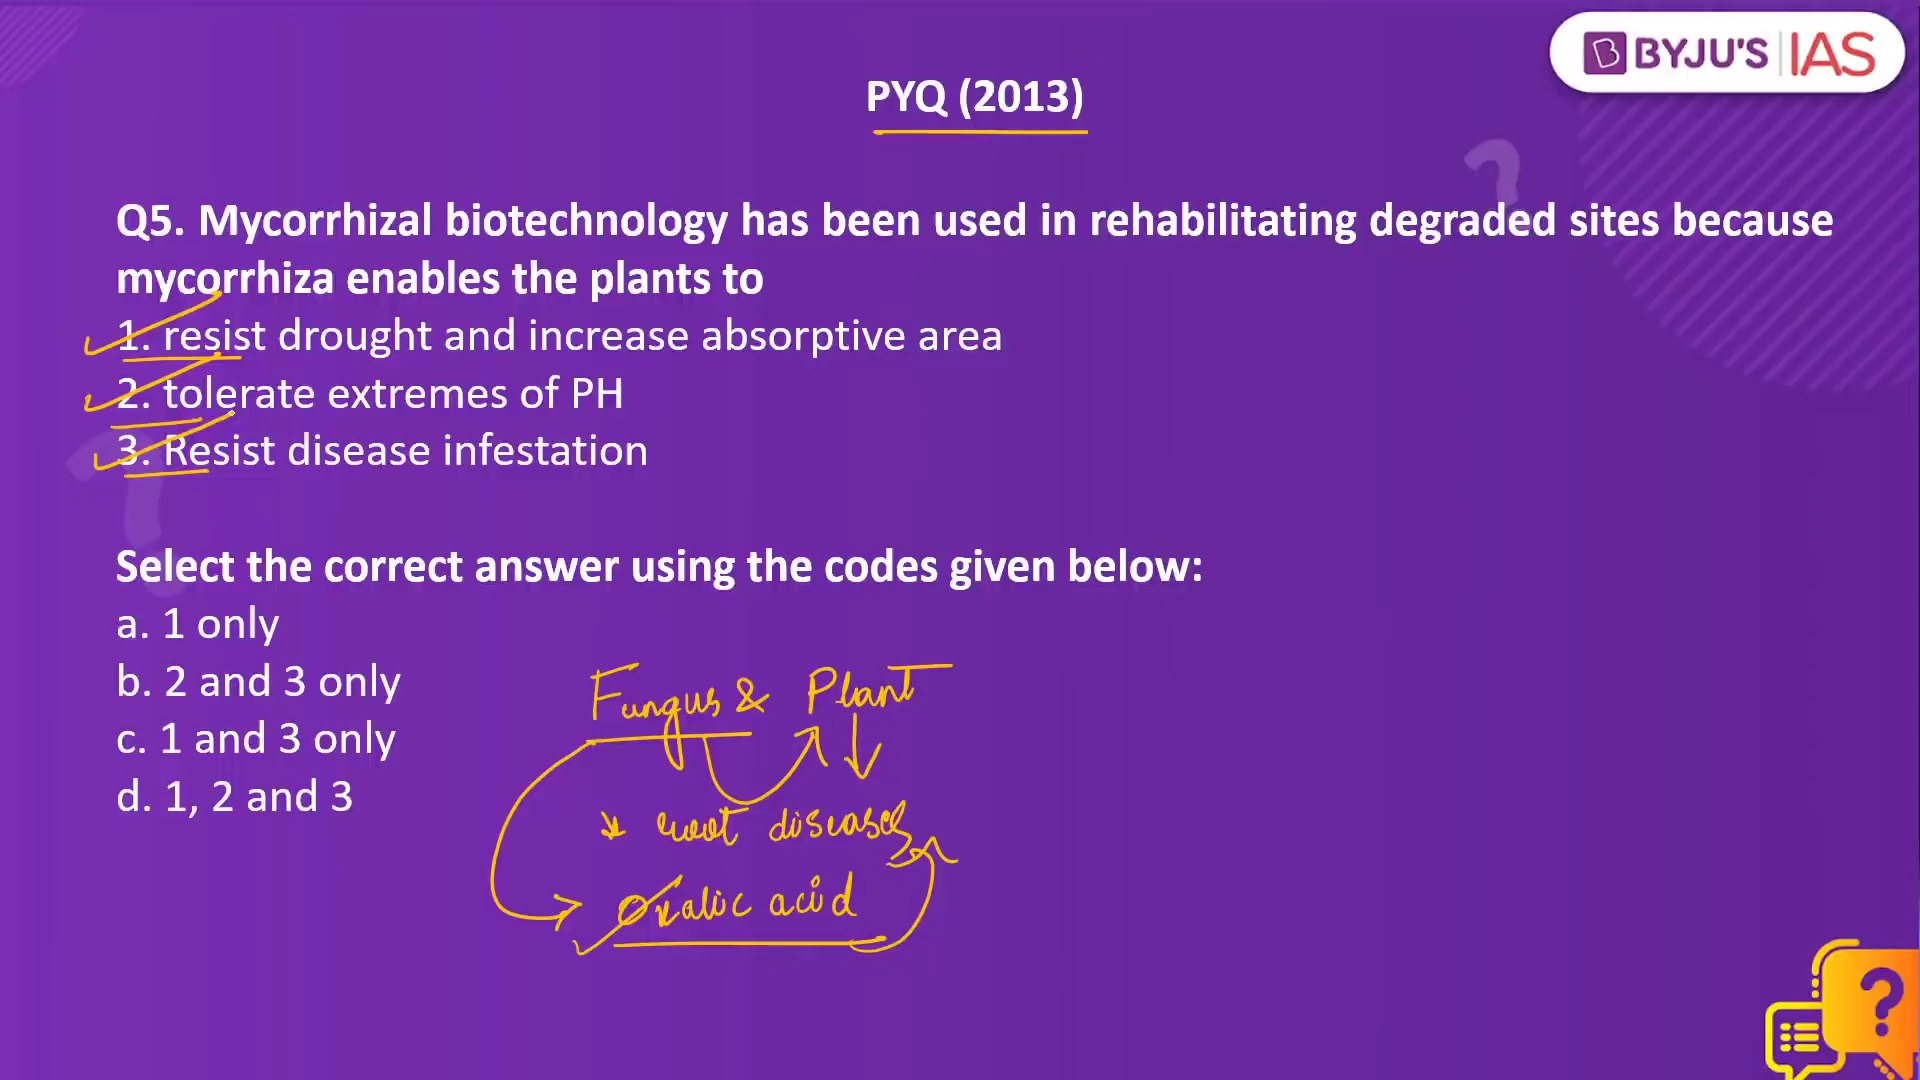 BYJU'S IAS
PYQ (2013)
Q5. Mycorrhizal biotechnology has been used in rehabilitating degraded sites because
mycorrhiza enables the plants to
1. resist drought and increase absorptive area
2. tolerate extremes of PH
3. Resist disease infestation
Select the correct answer using the codes given below:
a. 1 only
b. 2 and 3 only
c. 1 and 3 only
d. 1, 2 and 3
Fungus & Plant
root diseases
Oxalic acid